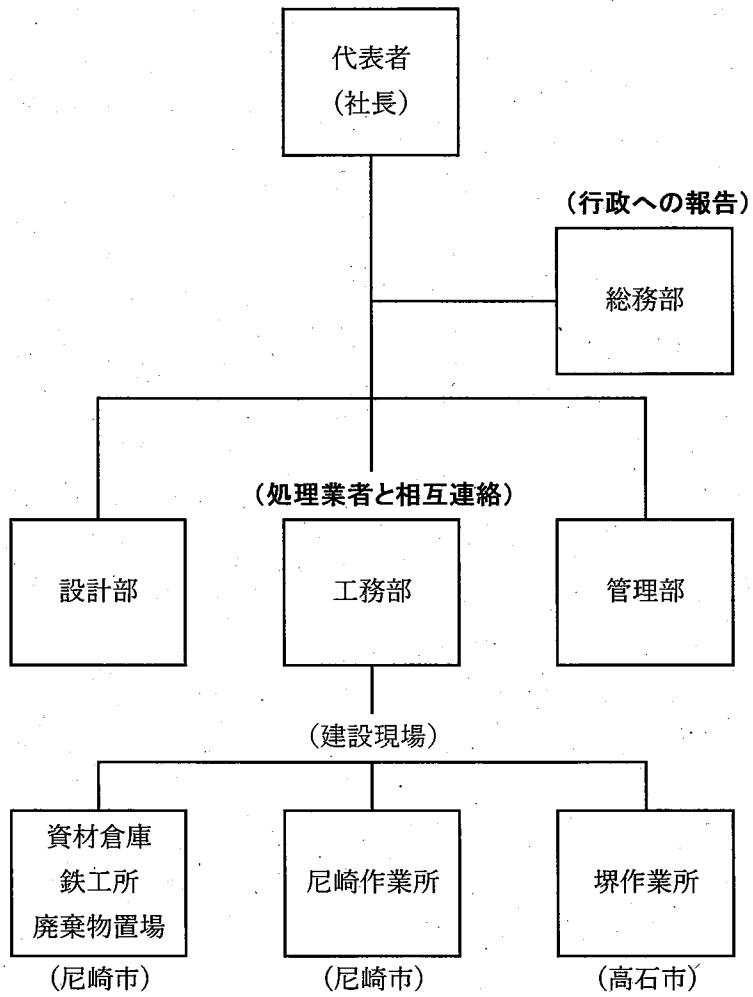 代表者
(社長)
(行政への報告)
総務部
(処理業者と相互連絡)
設計部
工務部
管理部
(建設現場)
資材倉庫
鉄工所
廃棄物置場
尼崎作業所
堺作業所
(尼崎市)
(尼崎市)
(高石市)